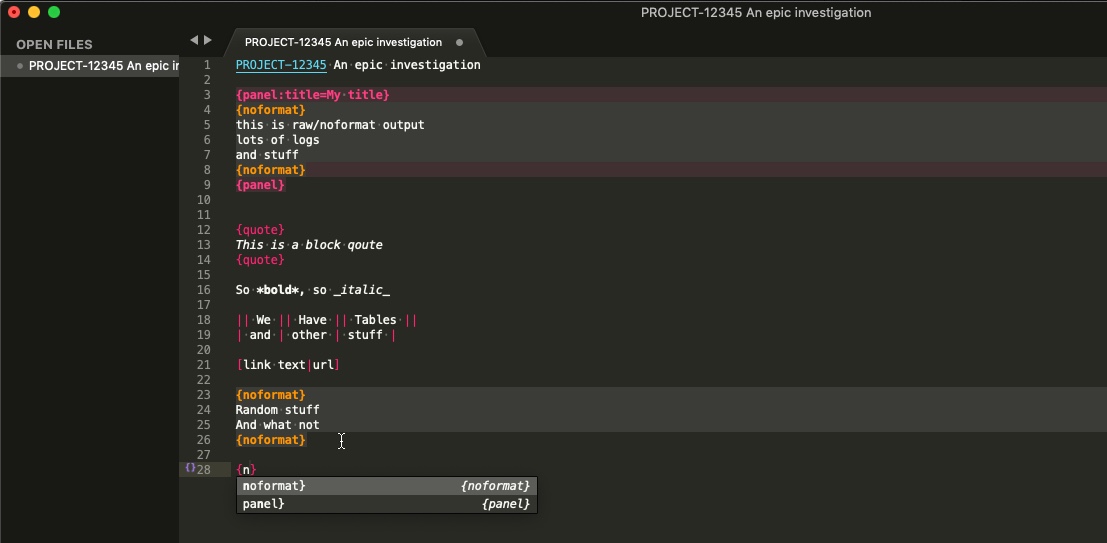 PROJECT-12345 An epic investigation
OPEN FILES
PROJECT-12345 An epic ir
PROJECT-12345 An epic investigation
1 PROJECT-12345 An epic investigation
2
3 {panel:title=My title}
4 {noformat}
5 this is raw/noformat output
6 lots of logs
7 and stuff
8 {noformat}
9 {panel}
10
11
12 {quote}
13 This is a block qoute
14 {quote}
15
16 So *bold*, so _italic_
17
18 || We || Have || Tables ||
19 | and | other | stuff |
20
21 [link text|url]
22
23 {noformat}
24 Random stuff
25 And what not
26 {noformat}
27
{} 28 {n}
noformat} {noformat}
panel} {panel}